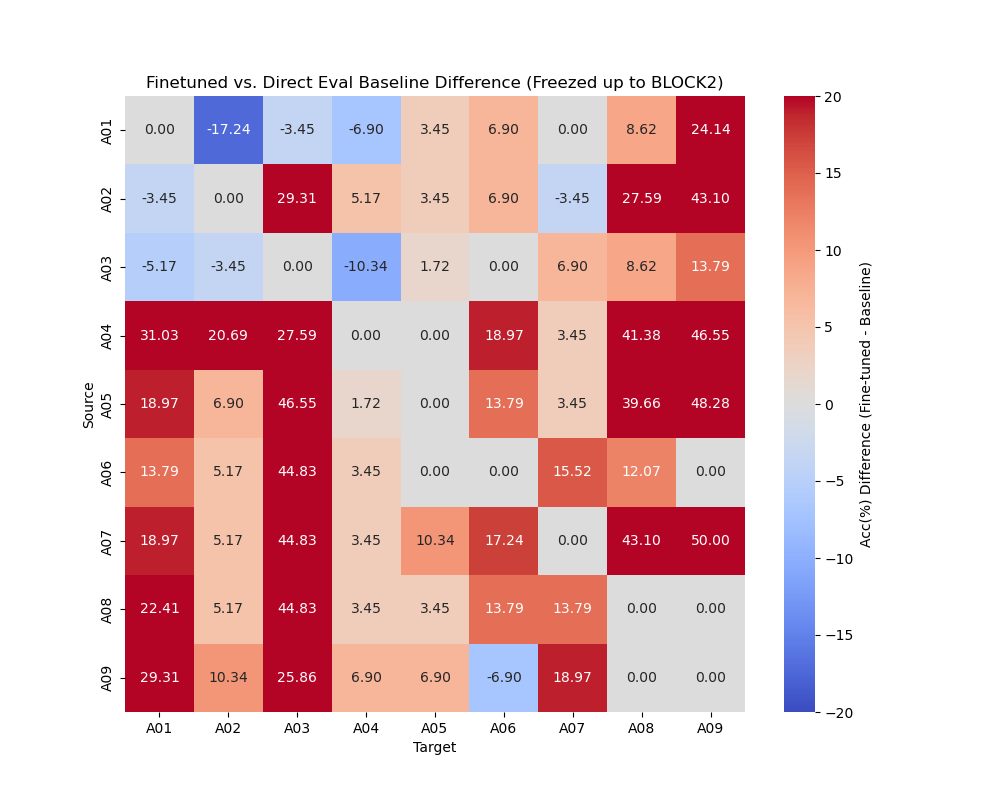 Finetuned vs. Direct Eval Baseline Difference (Freezed up to BLOCK2)
A01 0.00 -17.24 -3.45 -6.90 3.45 6.90 0.00 8.62 24.14
A02 -3.45 0.00 29.31 5.17 3.45 6.90 -3.45 27.59 43.10
A03 -5.17 -3.45 0.00 -10.34 1.72 0.00 6.90 8.62 13.79
A04 31.03 20.69 27.59 0.00 0.00 18.97 3.45 41.38 46.55
A05 18.97 6.90 46.55 1.72 0.00 13.79 3.45 39.66 48.28
A06 13.79 5.17 44.83 3.45 0.00 0.00 15.52 12.07 0.00
A07 18.97 5.17 44.83 3.45 10.34 17.24 0.00 43.10 50.00
A08 22.41 5.17 44.83 3.45 3.45 13.79 13.79 0.00 0.00
A09 29.31 10.34 25.86 6.90 6.90 -6.90 18.97 0.00 0.00
A01 A02 A03 A04 A05 A06 A07 A08 A09
Target
Source
20
15
10
5
0
−5
−10
−15
−20
Acc(%) Difference (Fine-tuned - Baseline)